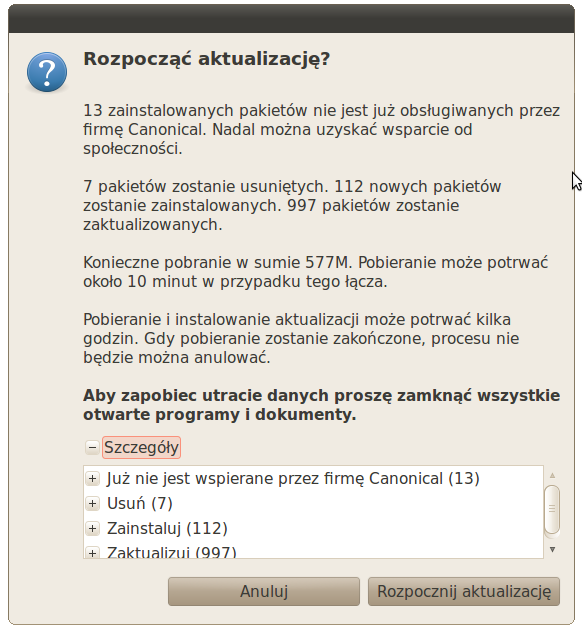 Rozpocząć aktualizację?
13 zainstalowanych pakietów nie jest już obsługiwanych przez
firmę Canonical. Nadal można uzyskać wsparcie od
społeczności.
7 pakietów zostanie usuniętych. 112 nowych pakietów
zostanie zainstalowanych. 997 pakietów zostanie
zaktualizowanych.
Konieczne pobranie w sumie 577M. Pobieranie może potrwać
około 10 minut w przypadku tego łącza.
Pobieranie i instalowanie aktualizacji może potrwać kilka
godzin. Gdy pobieranie zostanie zakończone, procesu nie
będzie można anulować.
Aby zapobiec utracie danych proszę zamknąć wszystkie
otwarte programy i dokumenty.
Szczegóły
Już nie jest wspierane przez firmę Canonical (13)
Usuń (7)
Zainstaluj (112)
Zaktualizuj (997)
Anuluj
Rozpocznij aktualizację